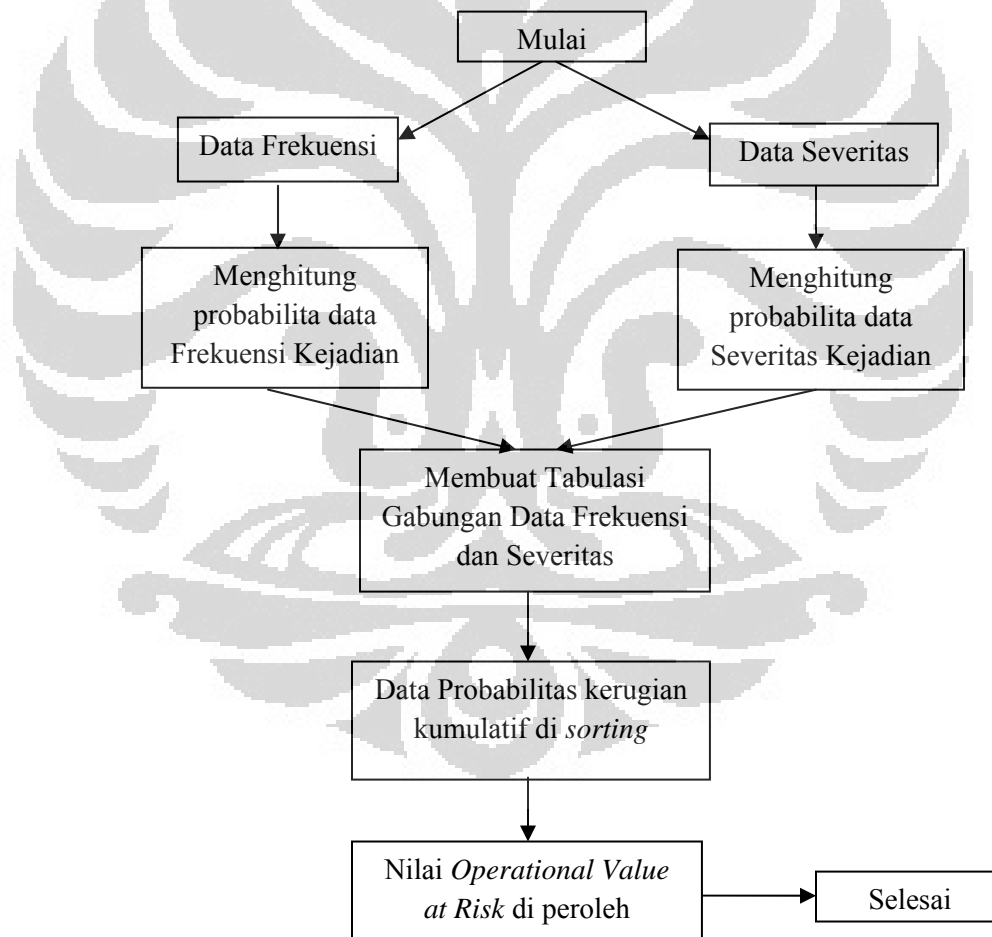 Mulai
Data Frekuensi
Data Severitas
Menghitung
probabilita data
Frekuensi Kejadian
Menghitung
probabilita data
Severitas Kejadian
Membuat Tabulasi
Gabungan Data Frekuensi
dan Severitas
Data Probabilitas kerugian
kumulatif di sorting
Nilai Operational Value
at Risk di peroleh
Selesai